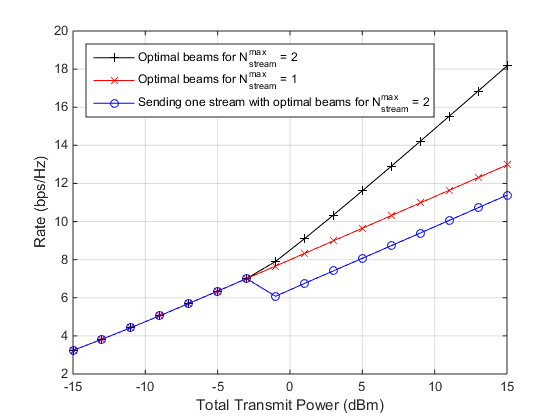 20
18
16
14
12
10
8
6
4
2
Rate (bps/Hz)
Optimal beams for N^max_stream = 2
Optimal beams for N^max_stream = 1
Sending one stream with optimal beams for N^max_stream = 2
-15 -10 -5 0 5 10 15
Total Transmit Power (dBm)